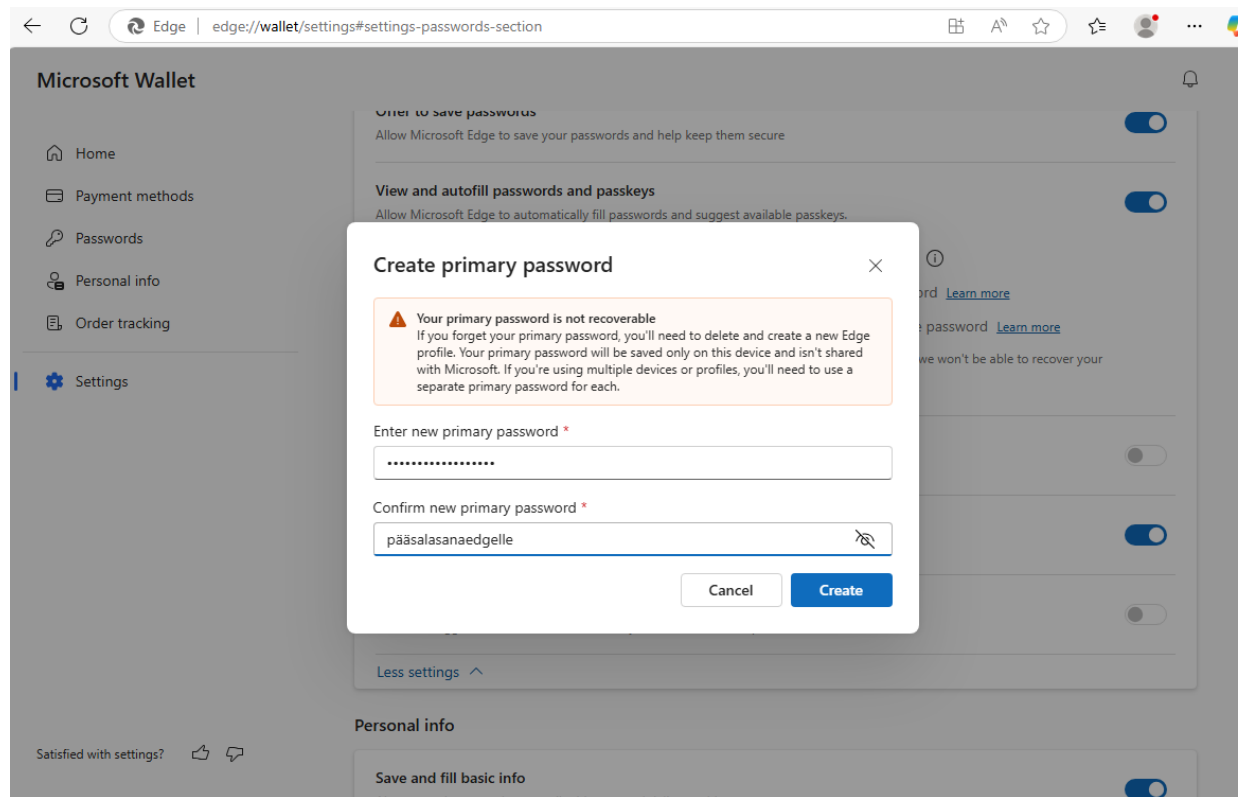 Edge | edge://wallet/settings#settings-passwords-section
Microsoft Wallet
Home
Payment methods
Passwords
Personal info
Order tracking
Settings
Satisfied with settings?
Offer to save passwords
Allow Microsoft Edge to save your passwords and help keep them secure
View and autofill passwords and passkeys
Allow Microsoft Edge to automatically fill passwords and suggest available passkeys.
Learn more
password Learn more
we won't be able to recover your
Create primary password
Your primary password is not recoverable
If you forget your primary password, you'll need to delete and create a new Edge
profile. Your primary password will be saved only on this device and isn't shared
with Microsoft. If you're using multiple devices or profiles, you'll need to use a
separate primary password for each.
Enter new primary password *
••••••••••••••••••
Confirm new primary password *
pääsalasanaedgelle
Cancel
Create
Less settings
Personal info
Save and fill basic info